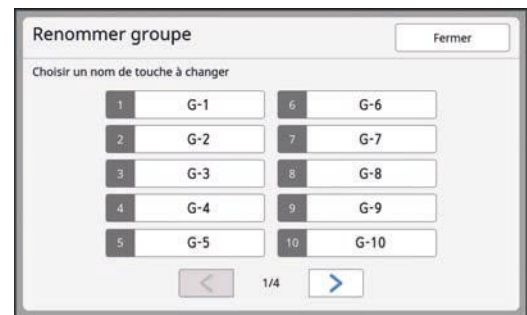 Renommer groupe
Fermer
Choisir un nom de touche à changer
1 G-1
2 G-2
3 G-3
4 G-4
5 G-5
6 G-6
7 G-7
8 G-8
9 G-9
10 G-10
< 1/4 >